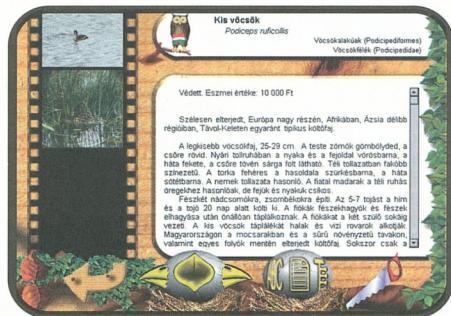 Kis vöcsök
Podiceps ruficollis
Vöcsökalakúak (Podicipediformes)
Vöcsökfélék (Podicipedidae)
Védett. Eszmei értéke: 10 000 Ft
Szélesen elterjedt, Európa nagy részén, Afrikában, Ázsia délibb
régióiban, Távol-Keleten egyaránt tipikus költőfaj.
A legkisebb vöcsökfaj, 25-29 cm. A teste zömök gömbölyded, a
csőre rövid. Nyári tollruhában a nyaka és a fejoldal vörösbarna, a
háta fekete, a csőre tövén sárga folt látható. Téli tollazatban fakóbb
színezetű. A torka fehéres a hasoldala szürkésbarna, a háta
sötétbarna. A nemek tollazata hasonló. A fiatal madarak a téli ruhás
öregekhez hasonlóak, de fejük és nyakuk csíkos.
Fészkét nádcsomókra, zsombékokra építi. Az 5-7 tojást a hím
és a tojó 20 nap alatt költi ki. A fiókák fészekhagyók és fészek
elhagyása után önállóan táplálkoznak. A fiókákat a két szülő sokáig
vezeti. A kis vöcsök táplálékát halak és vízi rovarok alkotják.
Magyarországon a mocsarakban és a sűrű növényzetű tavakon,
valamint egyes folyók mentén elterjedt költőfaj. Sokszor csak a